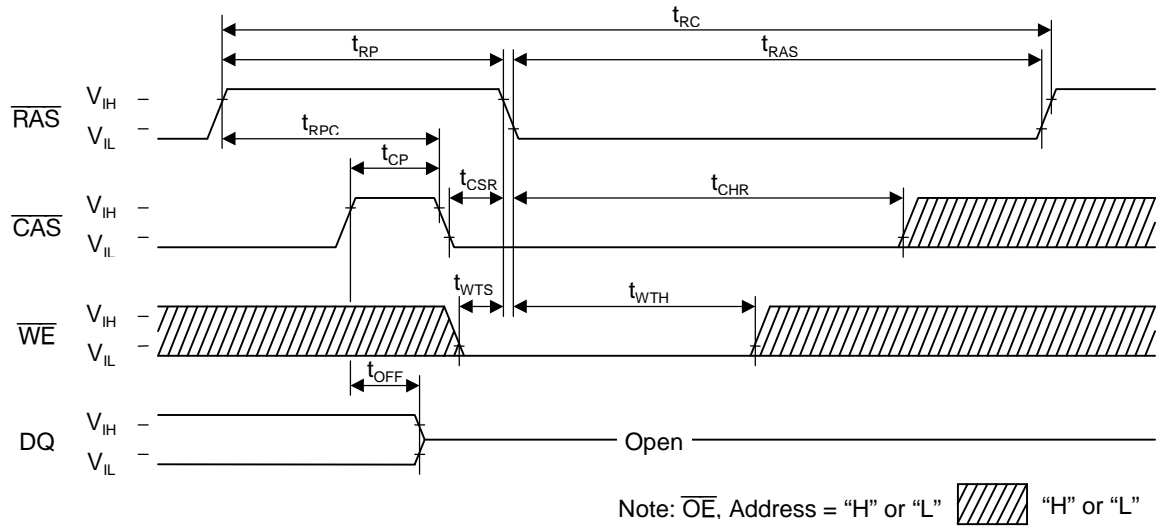 tRC
tRP
tRAS
RAS
VIH
VIL
tRPC
tCP
tCSR
tCHR
CAS
VIH
VIL
tWTS
tWTH
WE
VIH
VIL
tOFF
DQ
VIH
VIL
Open
Note: OE, Address = “H” or “L” “H” or “L”